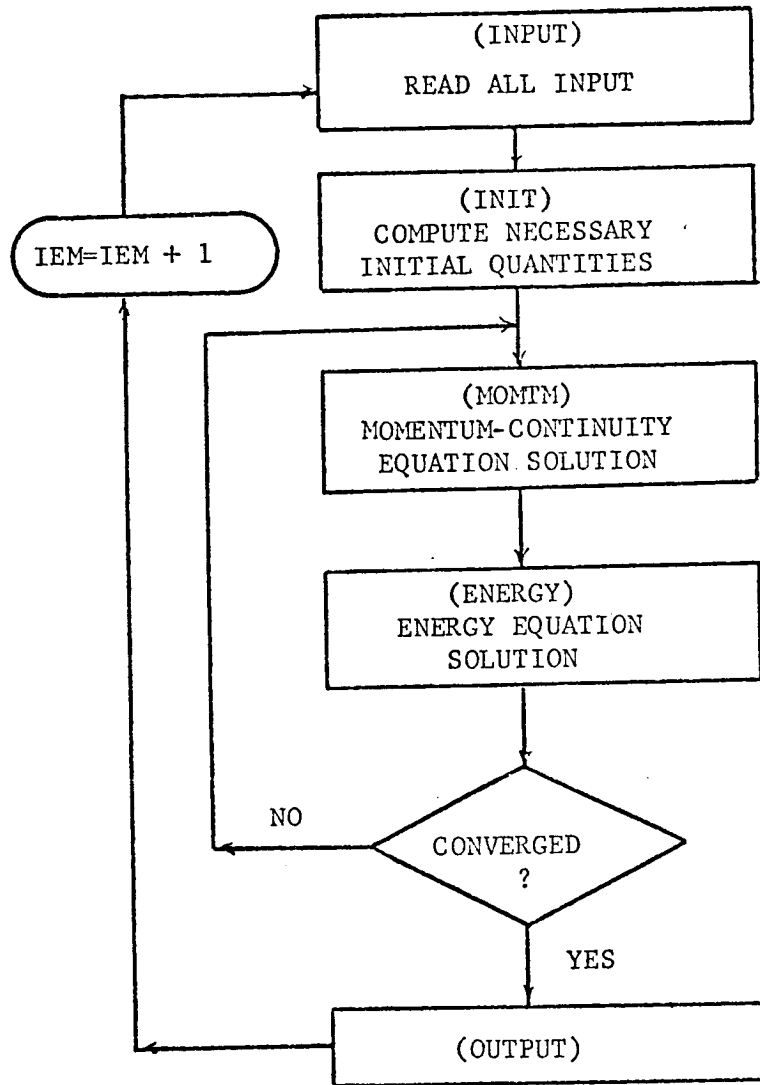 (INPUT)
READ ALL INPUT
(INIT)
COMPUTE NECESSARY
INITIAL QUANTITIES
IEM=IEM + 1
(MOMTM)
MOMENTUM-CONTINUITY
EQUATION SOLUTION
(ENERGY)
ENERGY EQUATION
SOLUTION
NO
CONVERGED
?
YES
(OUTPUT)